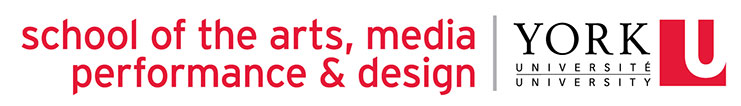 school of the arts, media
performance & design
YORK
UNIVERSITÉ
UNIVERSITY
U